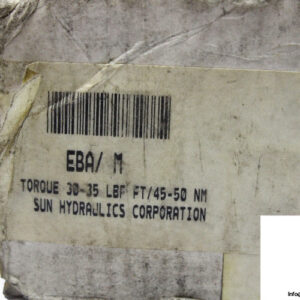 EBA/ M
TORQUE 30-35 LBF FT/45-50 NM
SUN HYDRAULICS CORPORATION